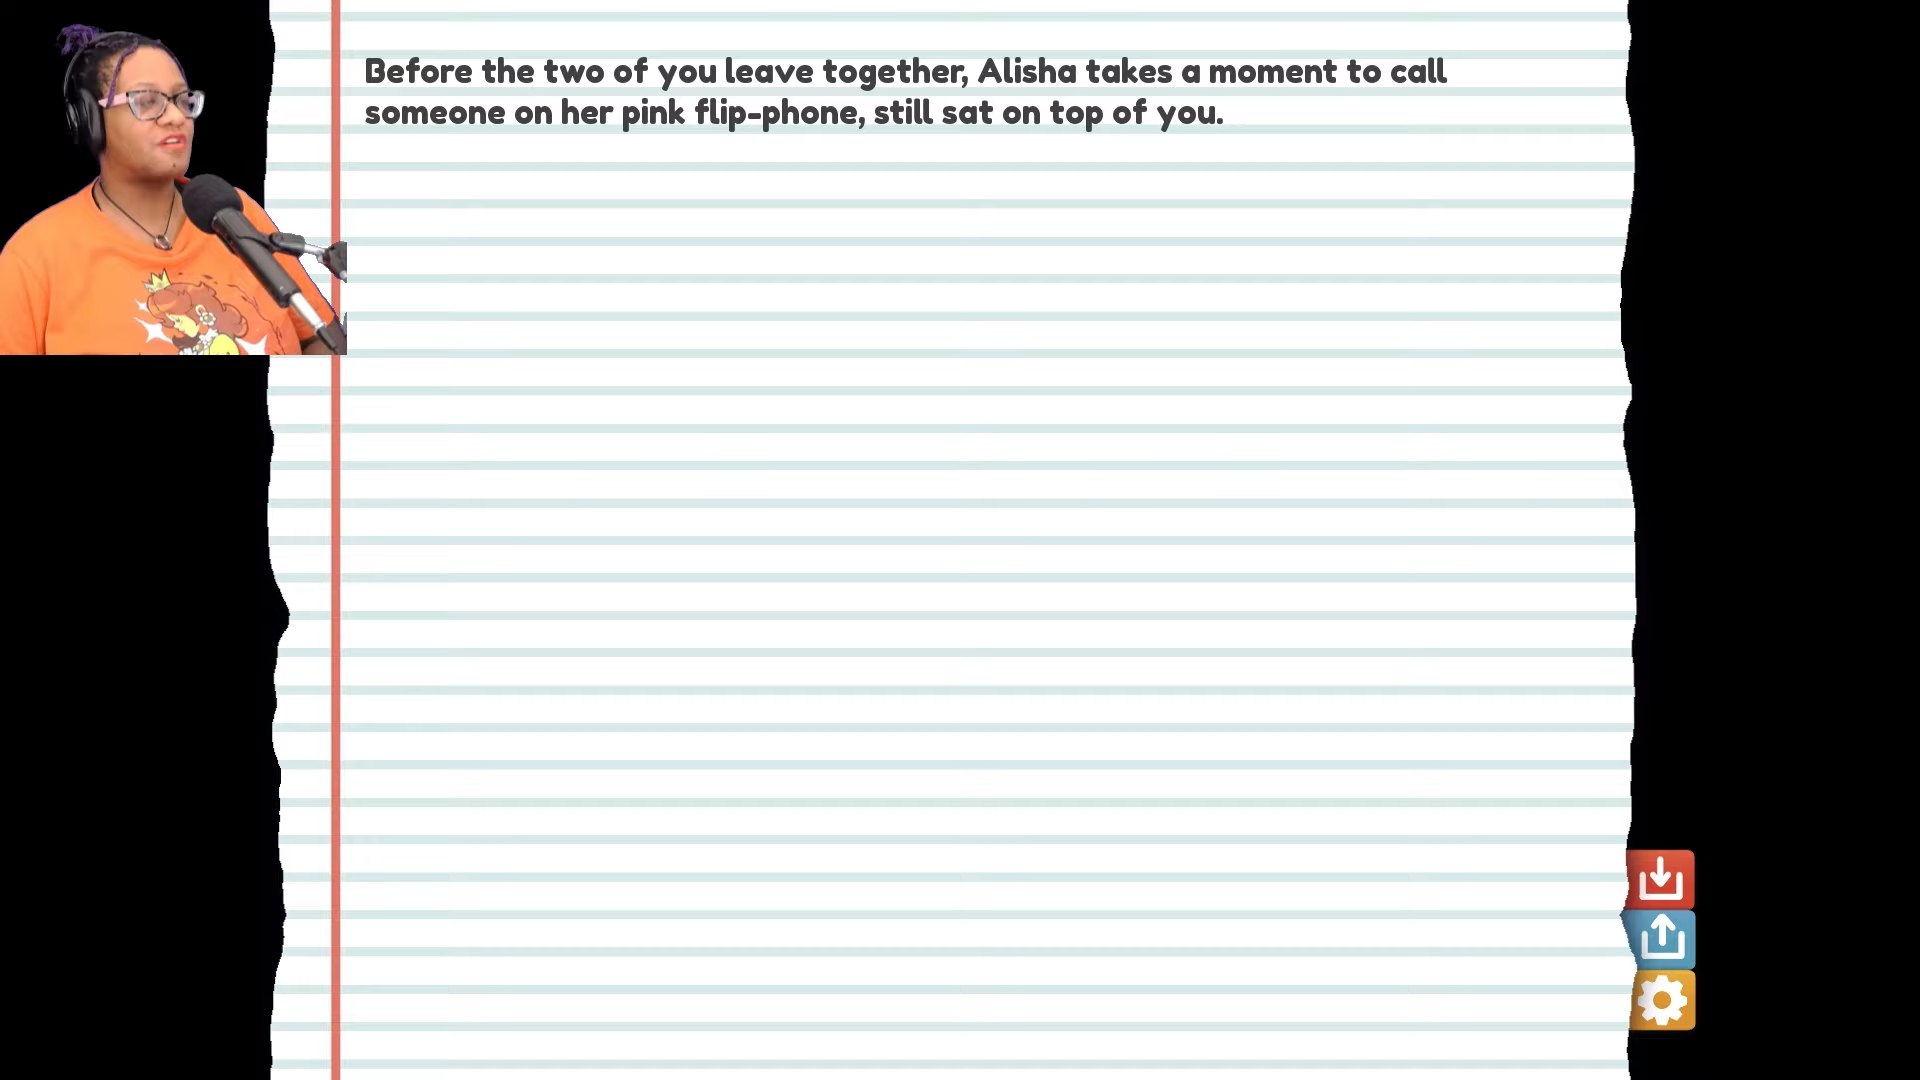 Before the two of you leave together, Alisha takes a moment to call
someone on her pink flip-phone, still sat on top of you.